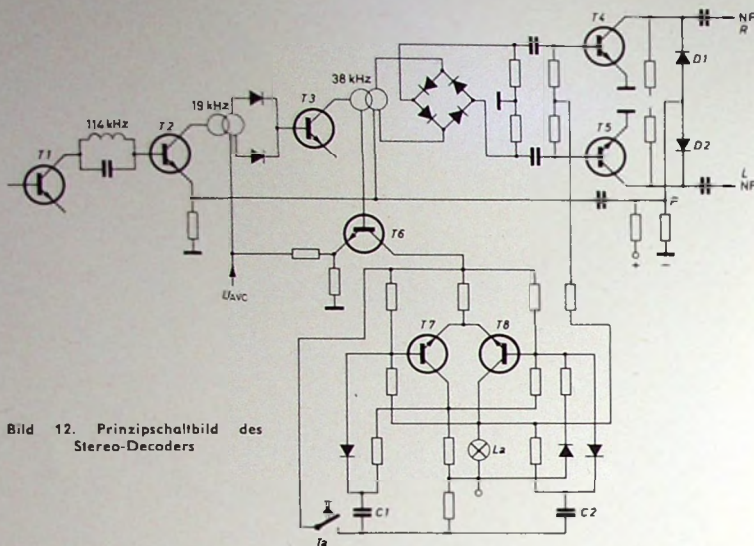 T4
NF
R
38 kHz
D1
19 kHz
T3
114 kHz
T2
T1
T5
D2
L
NF
T6
+
−
U AVC
T7
T8
Bild 12. Prinzipschaltbild des
Stereo-Decoders
La
C1
C2
Ta